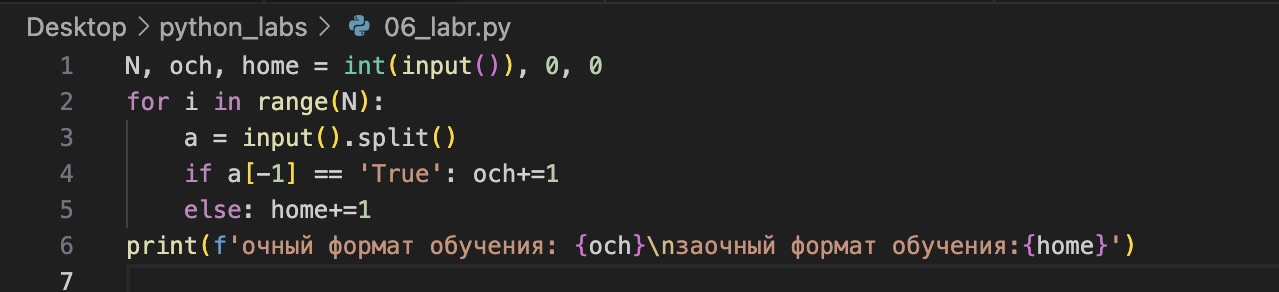 Desktop > python_labs > 06_labr.py
1 N, och, home = int(input()), 0, 0
2 for i in range(N):
3     a = input().split()
4     if a[-1] == 'True': och+=1
5     else: home+=1
6 print(f'очный формат обучения: {och}\nзаочный формат обучения:{home}')
7